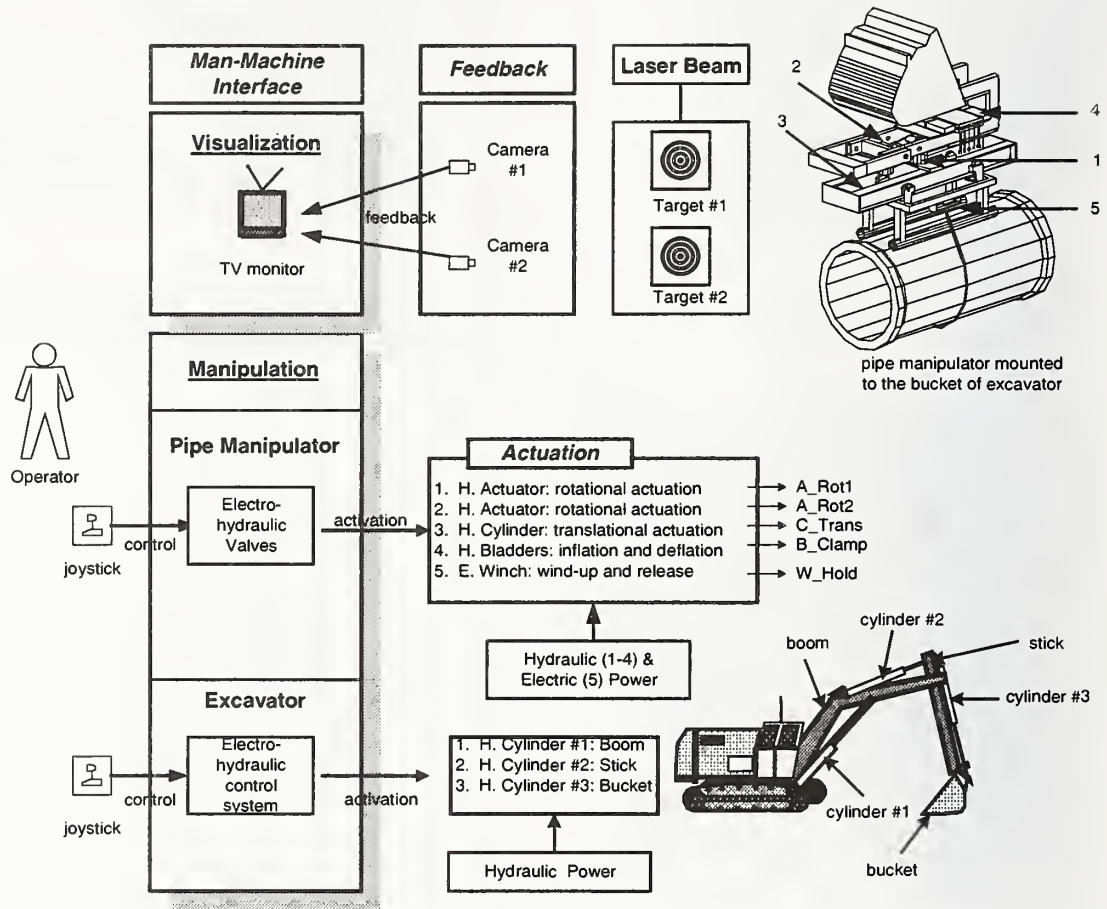 Man-Machine
Interface
Feedback
Laser Beam
Visualization
TV monitor
feedback
Camera
#1
Camera
#2
Target #1
Target #2
2
3
4
1
5
pipe manipulator mounted
to the bucket of excavator
Operator
Manipulation
Pipe Manipulator
joystick
control
Electro-
hydraulic
Valves
activation
Actuation
1. H. Actuator: rotational actuation
2. H. Actuator: rotational actuation
3. H. Cylinder: translational actuation
4. H. Bladders: inflation and deflation
5. E. Winch: wind-up and release
A_Rot1
A_Rot2
C_Trans
B_Clamp
W_Hold
Hydraulic (1-4) &
Electric (5) Power
Excavator
joystick
control
Electro-
hydraulic
control
system
activation
1. H. Cylinder #1: Boom
2. H. Cylinder #2: Stick
3. H. Cylinder #3: Bucket
Hydraulic Power
boom
cylinder #2
stick
cylinder #3
cylinder #1
bucket